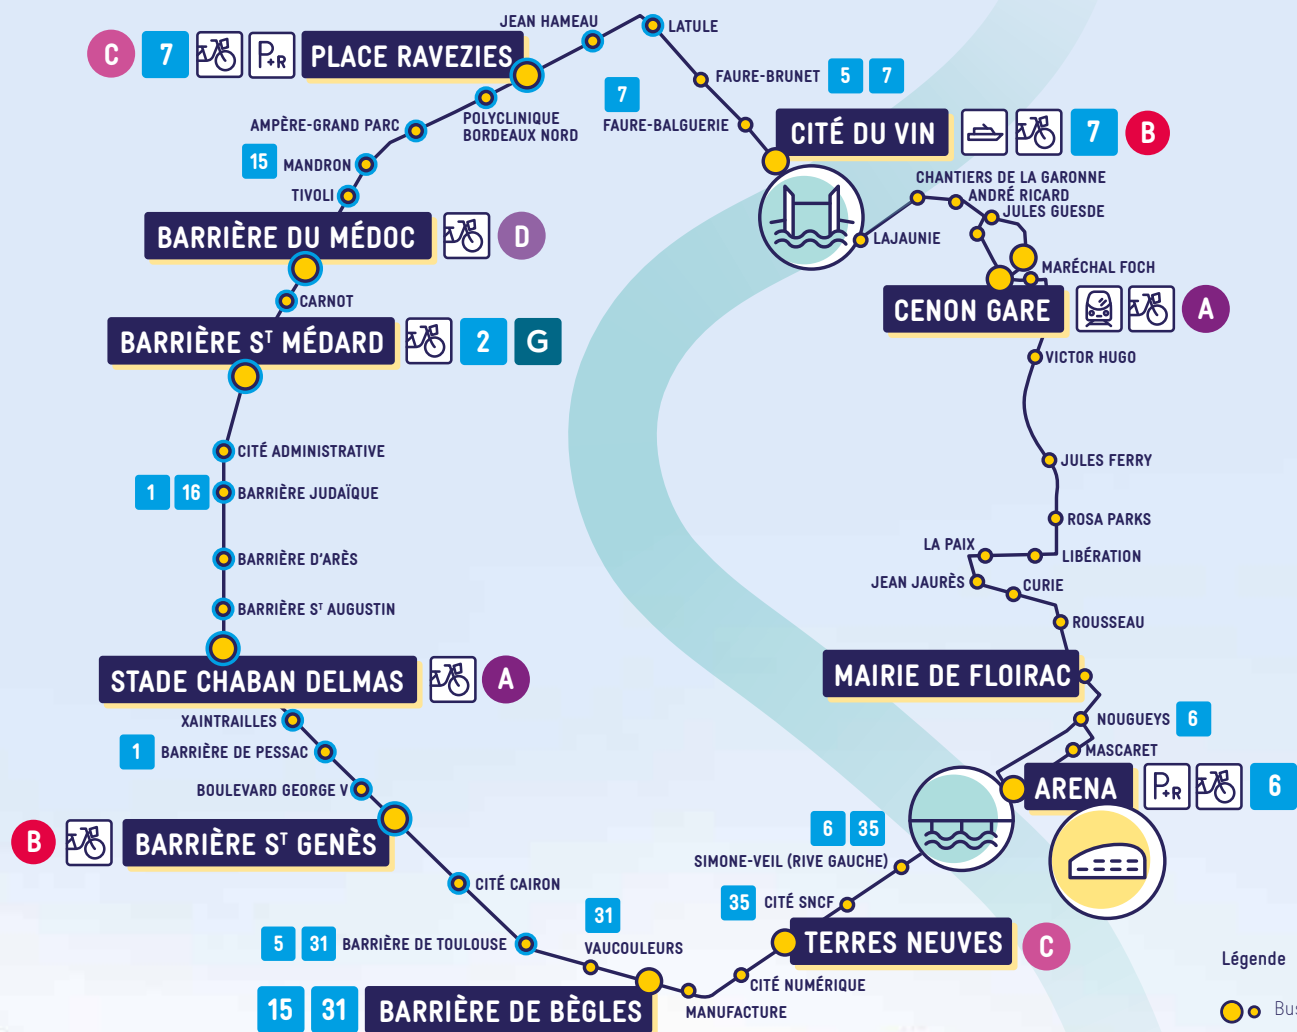 JEAN HAMEAU
LATULE
C 7 P+R PLACE RAVEZIES
FAURE-BRUNET 5 7
7
FAURE-BALGUERIE
POLYCLINIQUE
BORDEAUX NORD
AMPÈRE-GRAND PARC
CITÉ DU VIN 7 B
15 MANDRON
TIVOLI
CHANTIERS DE LA GARONNE
ANDRÉ RICARD
JULES GUESDE
BARRIÈRE DU MÉDOC D
LAJAUNIE
MARÉCHAL FOCH
CARNOT
CENON GARE A
BARRIÈRE ST MÉDARD 2 G
VICTOR HUGO
CITÉ ADMINISTRATIVE
JULES FERRY
1 16 BARRIÈRE JUDAÏQUE
ROSA PARKS
LA PAIX
LIBÉRATION
BARRIÈRE D'ARÈS
JEAN JAURÈS
CURIE
BARRIÈRE ST AUGUSTIN
ROUSSEAU
STADE CHABAN DELMAS A
MAIRIE DE FLOIRAC
XAINTRAILLES
NOUGUEYS 6
1 BARRIÈRE DE PESSAC
MASCARET
BOULEVARD GEORGE V
ARENA P+R 6
B BARRIÈRE ST GENÈS
6 35
SIMONE-VEIL (RIVE GAUCHE)
CITÉ CAIRON
35 CITÉ SNCF
31
VAUCOULEURS
5 31 BARRIÈRE DE TOULOUSE
TERRES NEUVES C
Légende
CITÉ NUMÉRIQUE
MANUFACTURE
15 31 BARRIÈRE DE BÈGLES
Bus